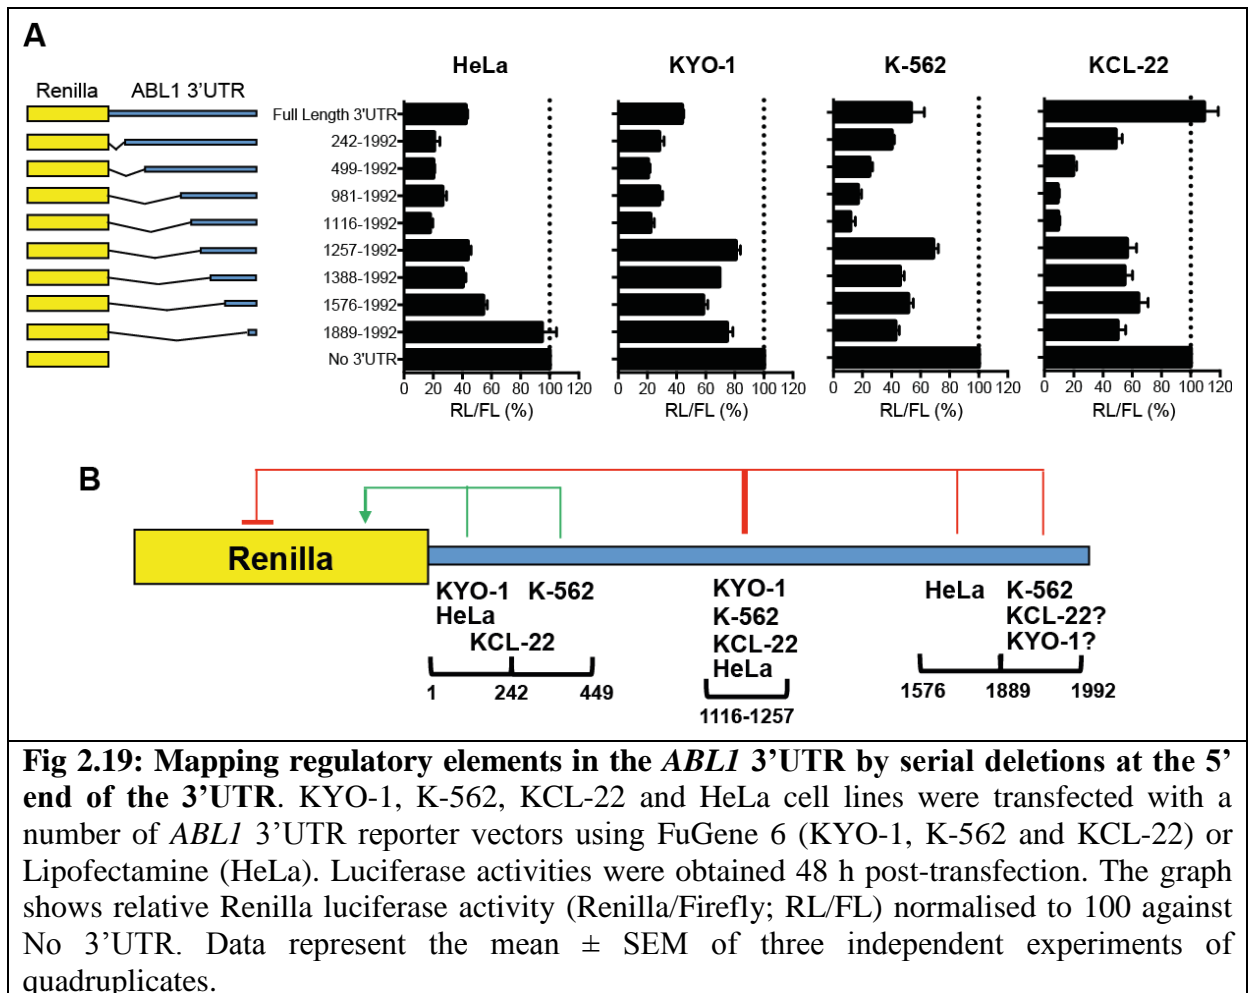 A
HeLa
KYO-1
K-562
KCL-22
Renilla
ABL1 3'UTR
Full Length 3'UTR
242-1992
499-1992
981-1992
1116-1992
1257-1992
1388-1992
1576-1992
1889-1992
No 3'UTR
0 20 40 60 80 100 120
0 20 40 60 80 100 120
0 20 40 60 80 100 120
0 20 40 60 80 100 120
RL/FL (%)
RL/FL (%)
RL/FL (%)
RL/FL (%)
B
Renilla
KYO-1
HeLa
K-562
KCL-22
1
242
449
KYO-1
K-562
KCL-22
HeLa
1116-1257
HeLa
K-562
KCL-22?
KYO-1?
1576
1889
1992
Fig 2.19: Mapping regulatory elements in the ABL1 3’UTR by serial deletions at the 5’
end of the 3’UTR. KYO-1, K-562, KCL-22 and HeLa cell lines were transfected with a
number of ABL1 3’UTR reporter vectors using FuGene 6 (KYO-1, K-562 and KCL-22) or
Lipofectamine (HeLa). Luciferase activities were obtained 48 h post-transfection. The graph
shows relative Renilla luciferase activity (Renilla/Firefly; RL/FL) normalised to 100 against
No 3’UTR. Data represent the mean ± SEM of three independent experiments of
quadruplicates.